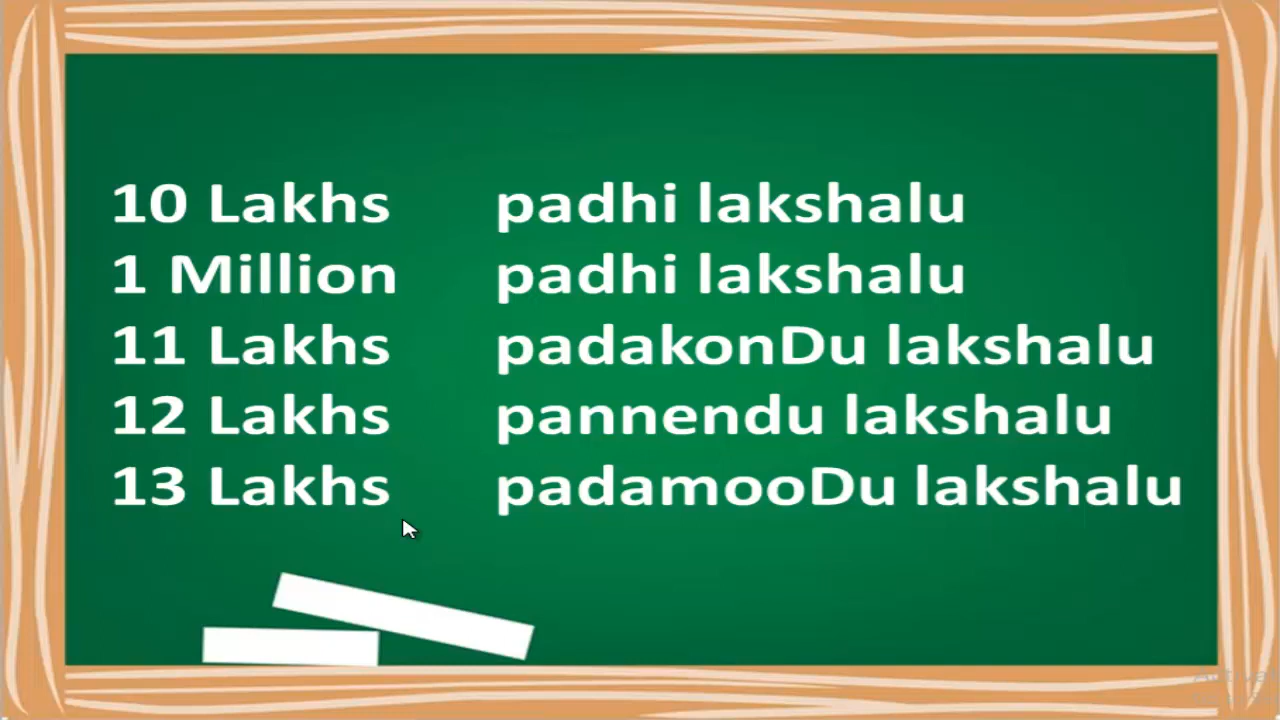 10 Lakhs padhi lakshalu
1 Million padhi lakshalu
11 Lakhs padakonDu lakshalu
12 Lakhs pannendu lakshalu
13 Lakhs padamooDu lakshalu